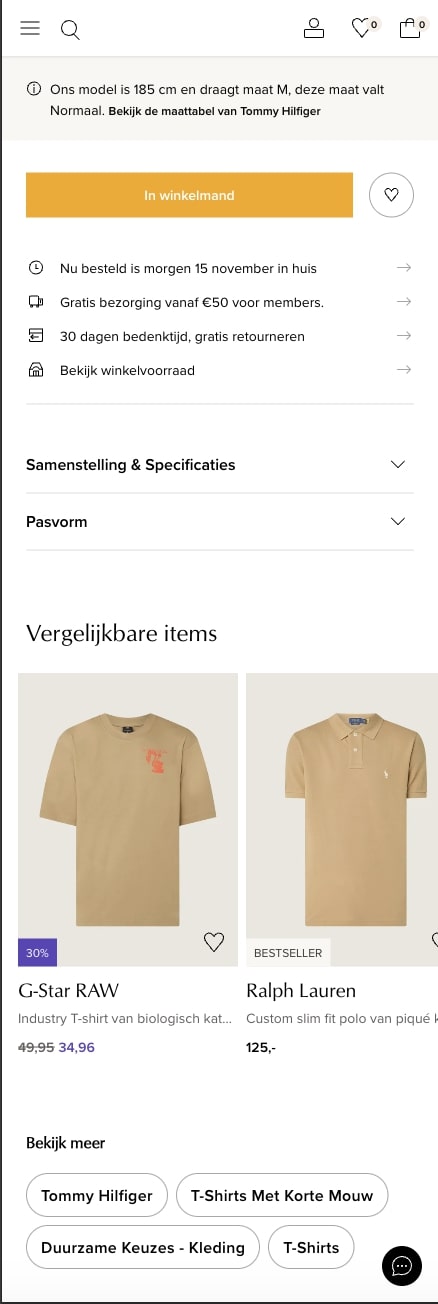 0
0
Ons model is 185 cm en draagt maat M, deze maat valt
Normaal. Bekijk de maattabel van Tommy Hilfiger
In winkelmand
Nu besteld is morgen 15 november in huis
Gratis bezorging vanaf €50 voor members.
30 dagen bedenktijd, gratis retourneren
Bekijk winkelvoorraad
Samenstelling & Specificaties
Pasvorm
Vergelijkbare items
30%
BESTSELLER
G-Star RAW
Industry T-shirt van biologisch kat...
49,95 34,96
Ralph Lauren
Custom slim fit polo van piqué k
125,-
Bekijk meer
Tommy Hilfiger
T-Shirts Met Korte Mouw
Duurzame Keuzes - Kleding
T-Shirts